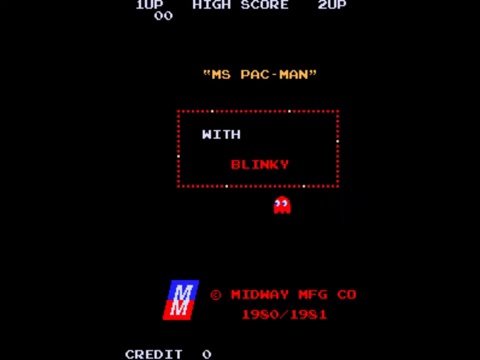 1UP HIGH SCORE 2UP
00
"MS PAC-MAN"
WITH
BLINKY
MM
© MIDWAY MFG CO
1980/1981
CREDIT 0